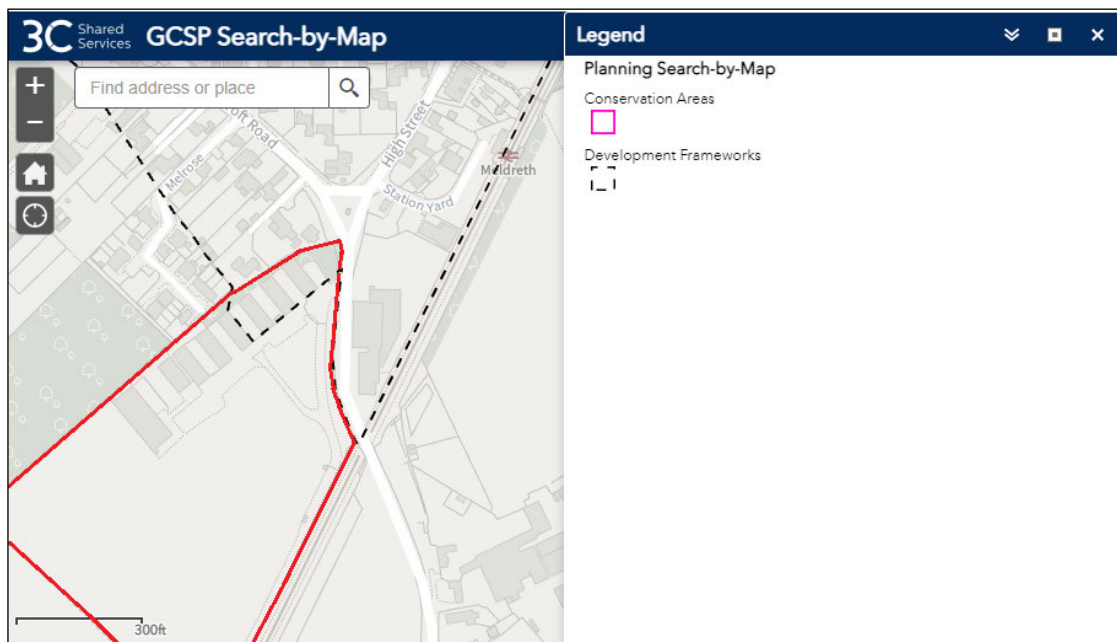 3C Shared Services GCSP Search-by-Map
Find address or place
+
−
oft Road
High Street
Melrose
Meldreth
Station Yard
300ft
Legend
Planning Search-by-Map
Conservation Areas
Development Frameworks